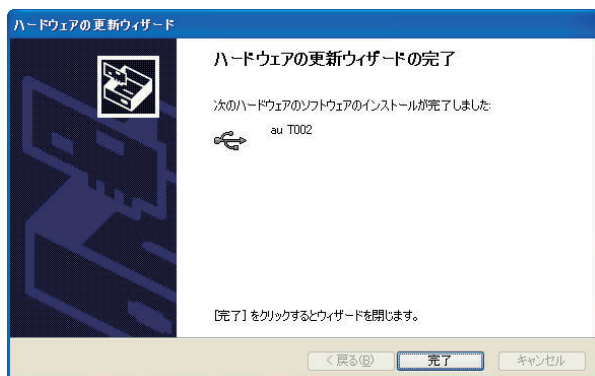 ハードウェアの更新ウィザード
ハードウェアの更新ウィザードの完了
次のハードウェアのソフトウェアのインストールが完了しました:
au T002
[完了] をクリックするとウィザードを閉じます。
< 戻る(B)
完了
キャンセル